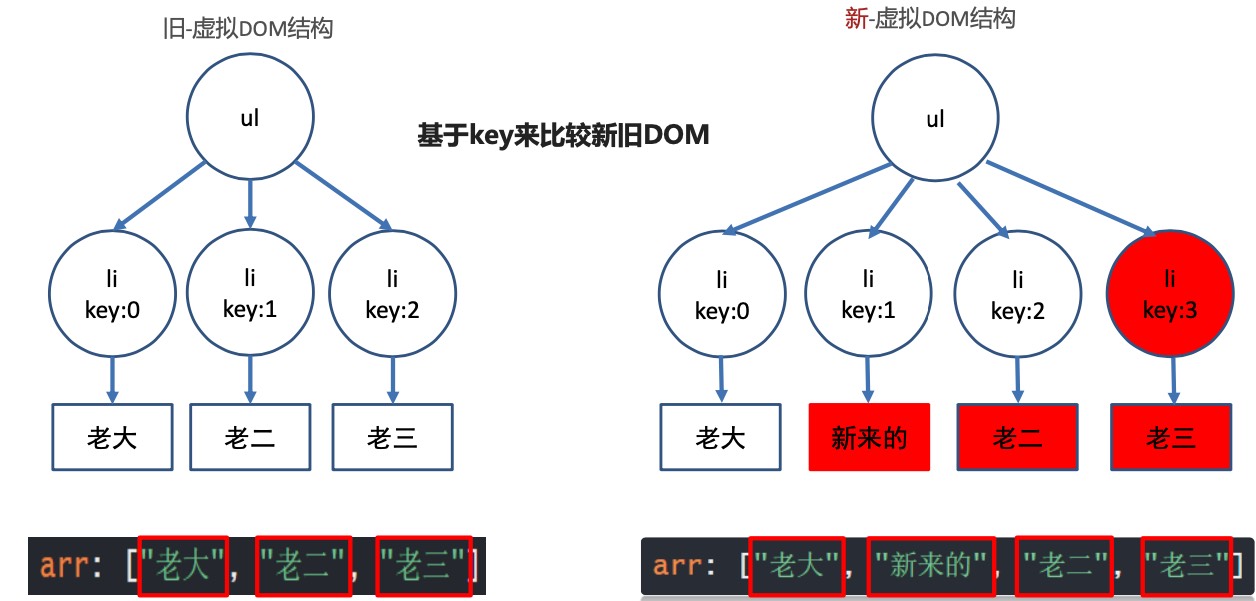 旧-虚拟DOM结构
新-虚拟DOM结构
ul
基于key来比较新旧DOM
ul
li
key:0
li
key:1
li
key:2
li
key:0
li
key:1
li
key:2
li
key:3
老大
老二
老三
老大
新来的
老二
老三
arr: ["老大", "老二", "老三"]
arr: ["老大", "新来的", "老二", "老三"]